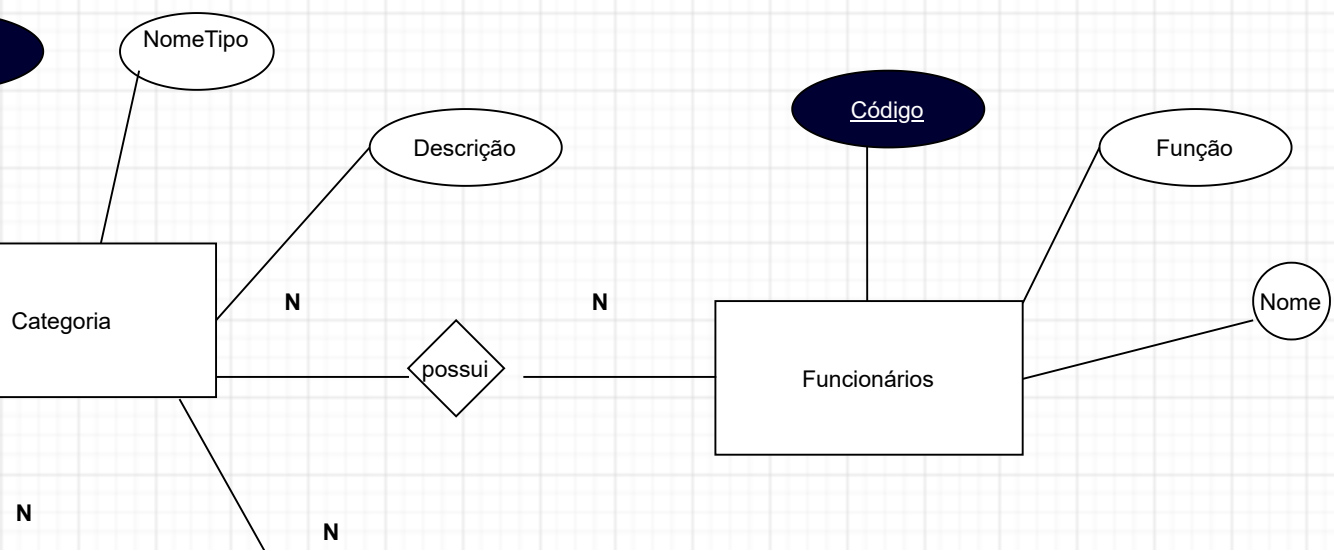 NomeTipo
Código
Descrição
Função
N
N
Nome
Categoria
possui
Funcionários
N
N